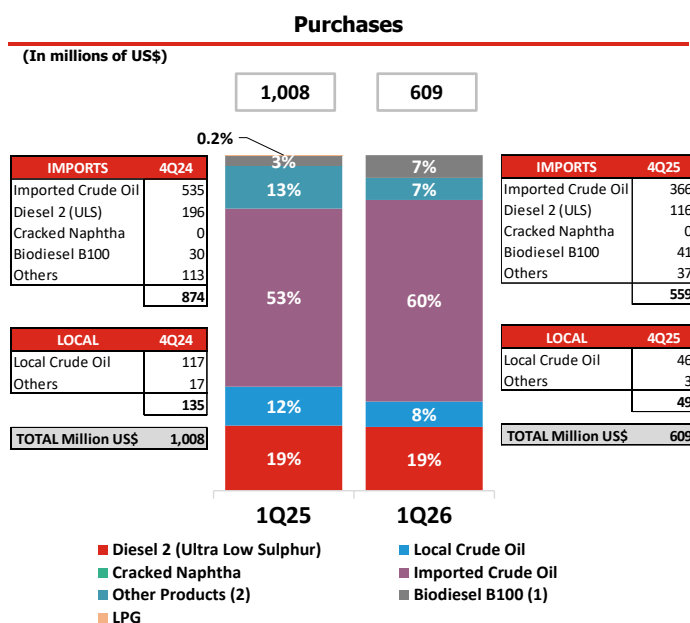 Purchases
(In millions of US$)
1,008 609
0.2%
IMPORTS 4Q24
Imported Crude Oil 535
Diesel 2 (ULS) 196
Cracked Naphtha 0
Biodiesel B100 30
Others 113
874
LOCAL 4Q24
Local Crude Oil 117
Others 17
135
TOTAL Million US$ 1,008
3%
13%
53%
12%
19%
7%
7%
60%
8%
19%
1Q25 1Q26
IMPORTS 4Q25
Imported Crude Oil 366
Diesel 2 (ULS) 116
Cracked Naphtha 0
Biodiesel B100 41
Others 37
559
LOCAL 4Q25
Local Crude Oil 46
Others 3
49
TOTAL Million US$ 609
Diesel 2 (Ultra Low Sulphur) Local Crude Oil
Cracked Naphtha Imported Crude Oil
Other Products (2) Biodiesel B100 (1)
LPG